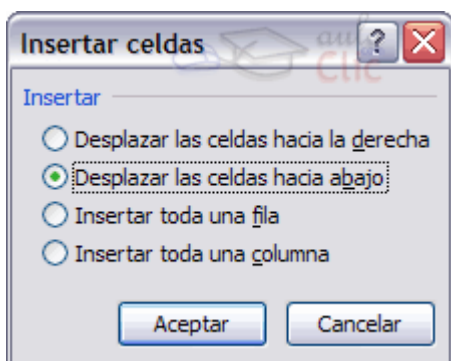 Insertar celdas
aulaClic
Insertar
Desplazar las celdas hacia la derecha
Desplazar las celdas hacia abajo
Insertar toda una fila
Insertar toda una columna
Aceptar Cancelar